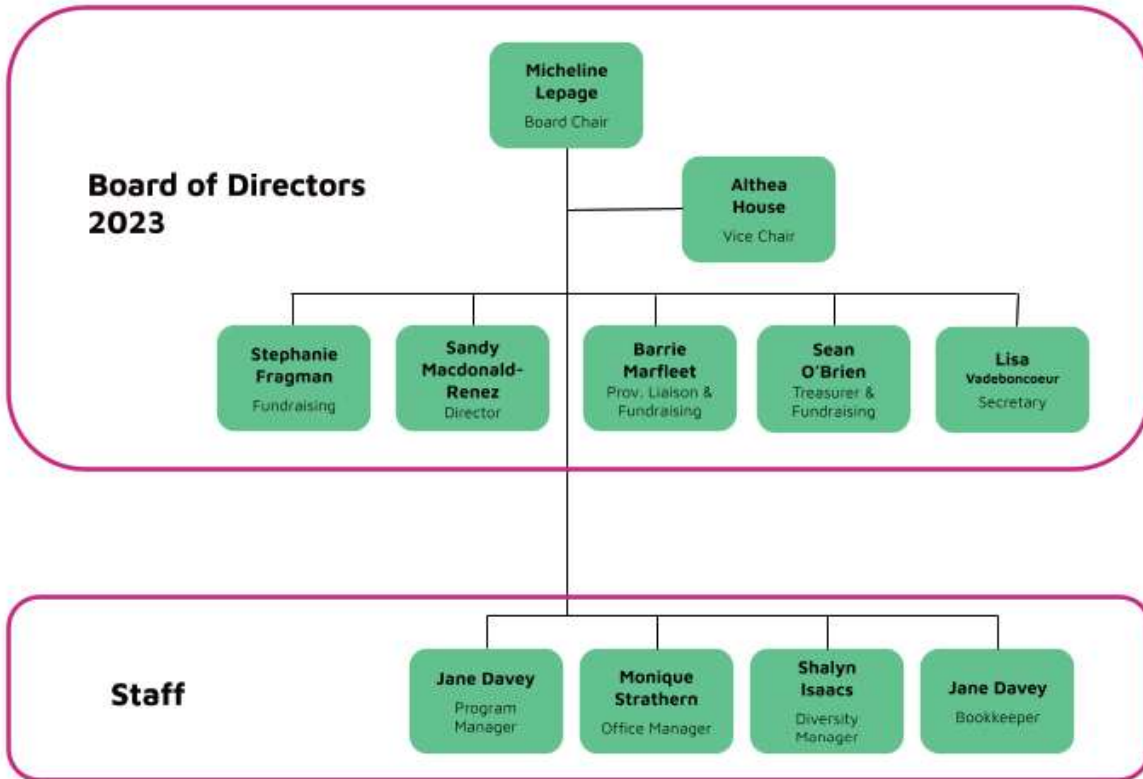 Micheline
Lepage
Board Chair
Board of Directors
2023
Althea
House
Vice Chair
Stephanie
Fragman
Fundraising
Sandy
Macdonald-
Renez
Director
Barrie
Marfleet
Prov. Liaison &
Fundraising
Sean
O'Brien
Treasurer &
Fundraising
Lisa
Vadeboncoeur
Secretary
Staff
Jane Davey
Program
Manager
Monique
Strathern
Office Manager
Shalyn
Isaacs
Diversity
Manager
Jane Davey
Bookkeeper